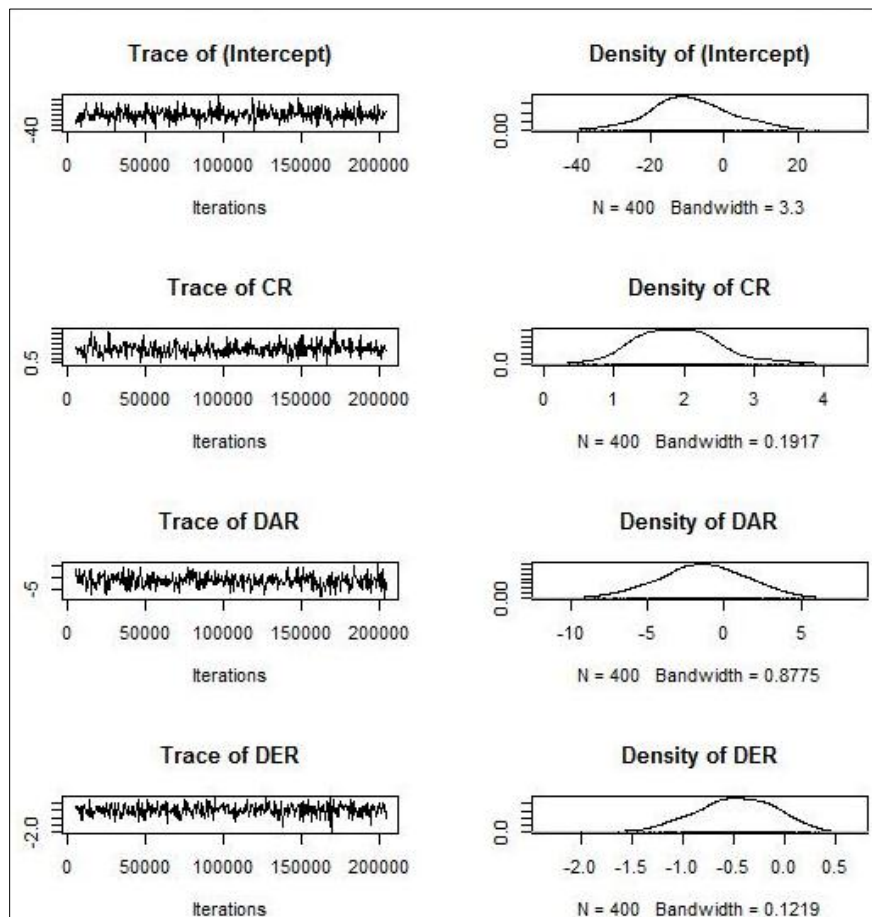 Trace of (Intercept)
-40
0 50000 100000 150000 200000
Iterations
Density of (Intercept)
0.00
-40 -20 0 20
N = 400 Bandwidth = 3.3
Trace of CR
0.5
0 50000 100000 150000 200000
Iterations
Density of CR
0.0
0 1 2 3 4
N = 400 Bandwidth = 0.1917
Trace of DAR
-5
0 50000 100000 150000 200000
Iterations
Density of DAR
0.00
-10 -5 0 5
N = 400 Bandwidth = 0.8775
Trace of DER
-2.0
0 50000 100000 150000 200000
Iterations
Density of DER
0.0
-2.0 -1.5 -1.0 -0.5 0.0 0.5
N = 400 Bandwidth = 0.1219